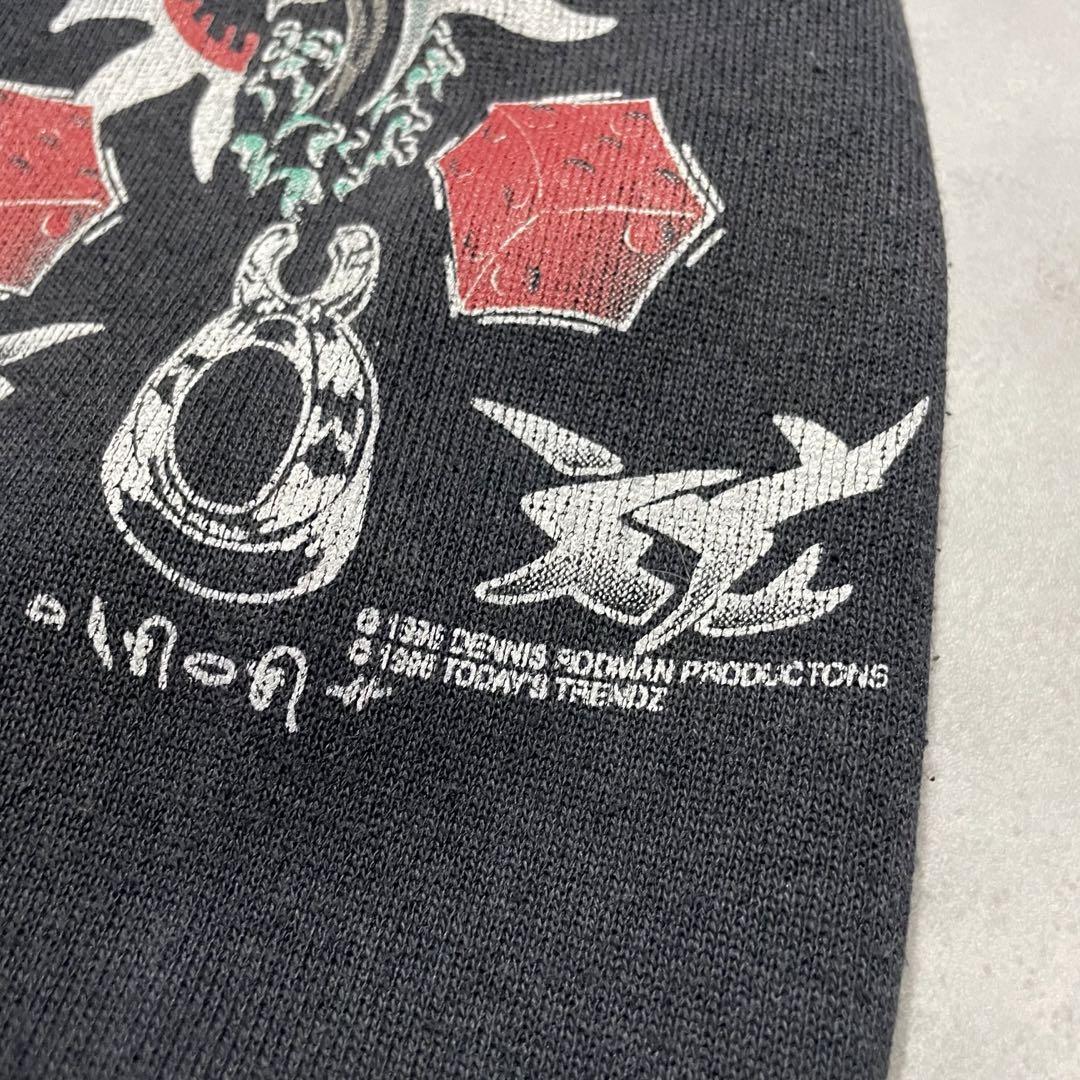 © 1996 DENNIS RODMAN PRODUCTONS
© 1996 TODAY'S TRENDZ